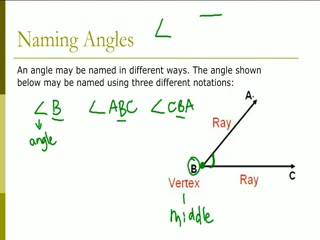 Naming Angles ∠
An angle may be named in different ways. The angle shown
below may be named using three different notations:
∠B ∠ABC ∠CBA
angle
A
Ray
B
C
Vertex Ray
middle